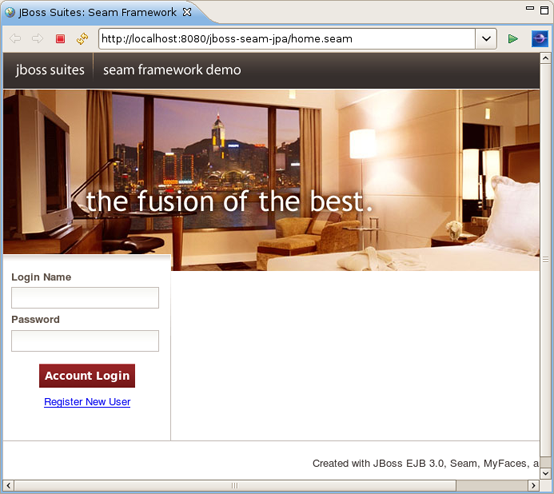 JBoss Suites: Seam Framework
http://localhost:8080/jboss-seam-jpa/home.seam
jboss suites seam framework demo
the fusion of the best.
Login Name
Password
Account Login
Register New User
Created with JBoss EJB 3.0, Seam, MyFaces, a